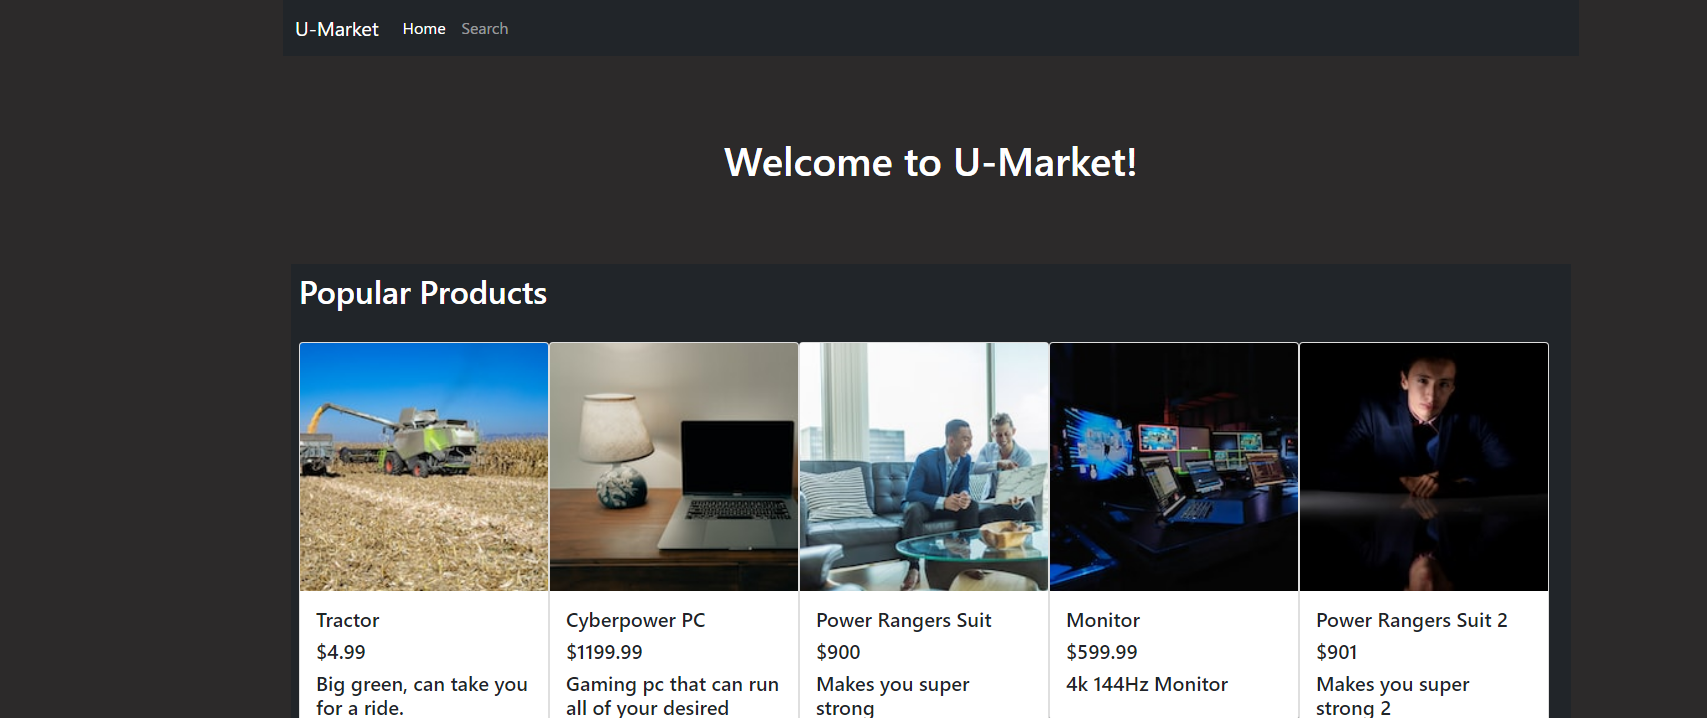 U-Market Home Search
Welcome to U-Market!
Popular Products
Tractor
$4.99
Big green, can take you
for a ride.
Cyberpower PC
$1199.99
Gaming pc that can run
all of your desired
Power Rangers Suit
$900
Makes you super
strong
Monitor
$599.99
4k 144Hz Monitor
Power Rangers Suit 2
$901
Makes you super
strong 2